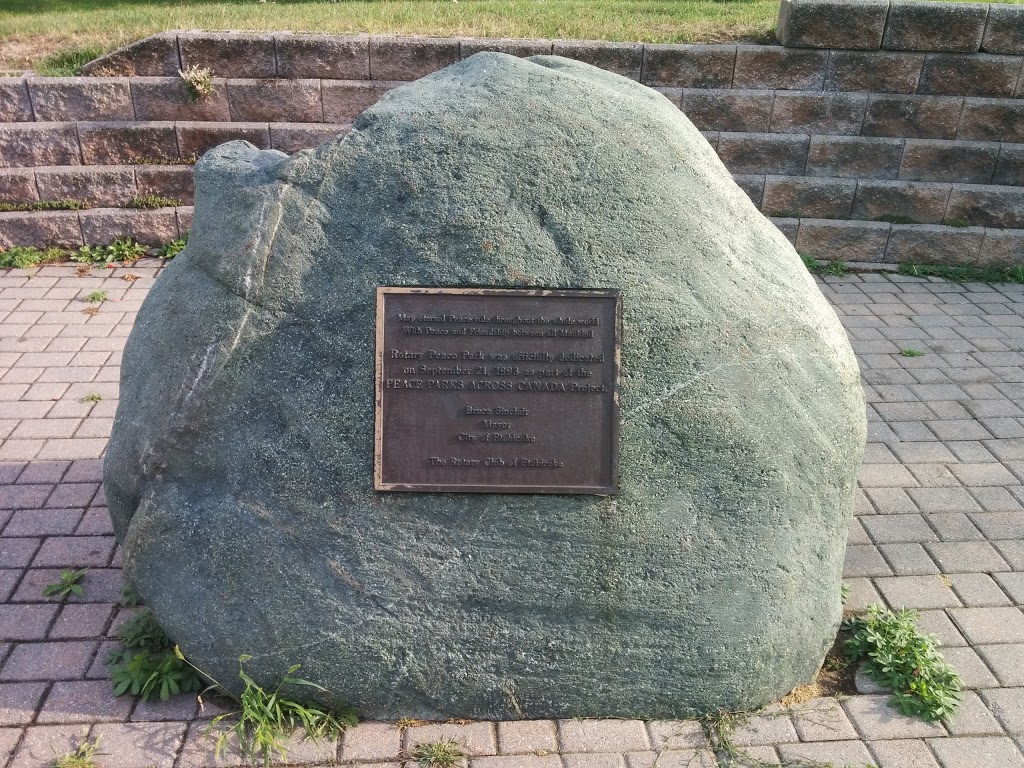 May eternal Peace rule throughout the whole world
With Peace and Friendship between all Mankind
Rotary Peace Park was officially dedicated
on September 21, 1993 as part of the
PEACE PARKS ACROSS CANADA Project.
Bruce Sinclair
Mayor
City of Etobicoke
The Rotary Club of Etobicoke